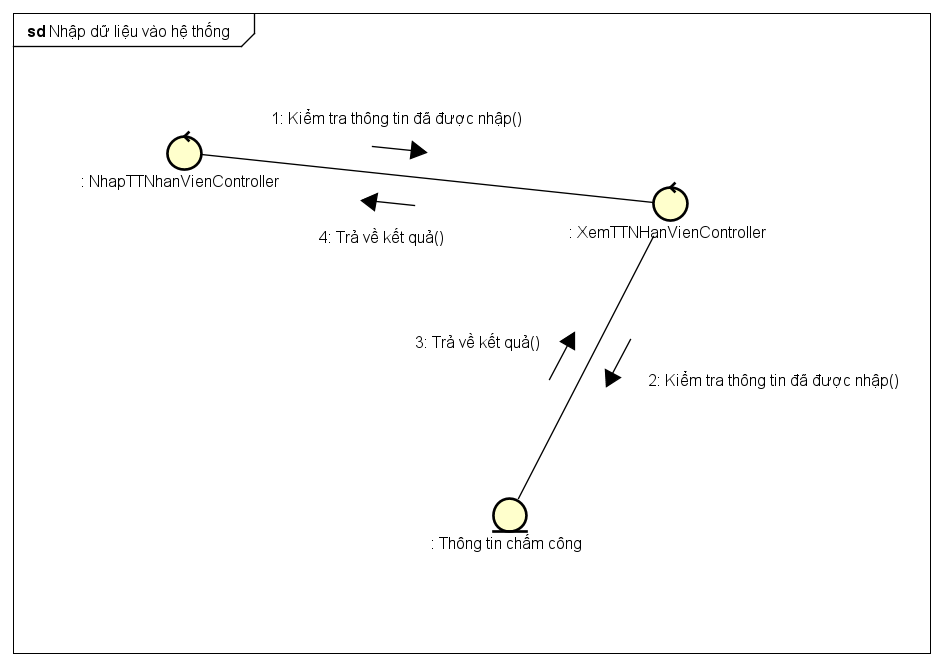 sd Nhập dữ liệu vào hệ thống
1: Kiểm tra thông tin đã được nhập()
: NhapTTNhanVienController
4: Trả về kết quả()
: XemTTNHanVienController
3: Trả về kết quả()
2: Kiểm tra thông tin đã được nhập()
: Thông tin chấm công